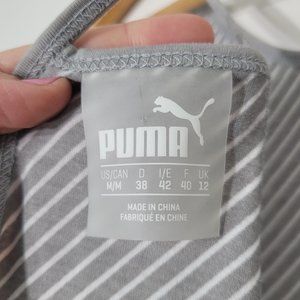 PUMA
US/CAN D I/E F UK
M/M 38 42 40 12
MADE IN CHINA
FABRIQUÉ EN CHINE